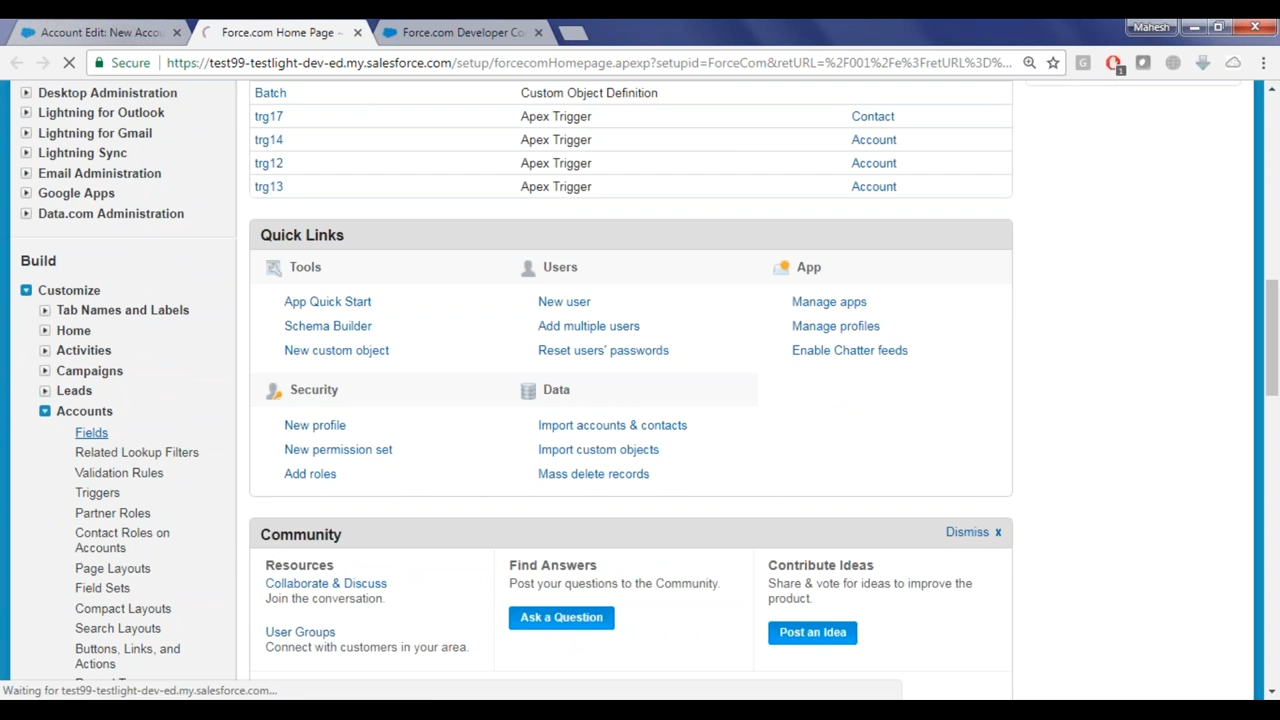 Account Edit: New Accou
Force.com Home Page ~
Force.com Developer Co
Mahesh
Secure
https://test99-testlight-dev-ed.my.salesforce.com/setup/forcecomHomepage.apexp?setupid=ForceCom&retURL=%2F001%2Fe%3FretURL%3D%...
1
Desktop Administration
Lightning for Outlook
Lightning for Gmail
Lightning Sync
Email Administration
Google Apps
Data.com Administration
Build
Customize
Tab Names and Labels
Home
Activities
Campaigns
Leads
Accounts
Fields
Related Lookup Filters
Validation Rules
Triggers
Partner Roles
Contact Roles on
Accounts
Page Layouts
Field Sets
Compact Layouts
Search Layouts
Buttons, Links, and
Actions
Batch Custom Object Definition
trg17 Apex Trigger Contact
trg14 Apex Trigger Account
trg12 Apex Trigger Account
trg13 Apex Trigger Account
Quick Links
Tools
App Quick Start
Schema Builder
New custom object
Users
New user
Add multiple users
Reset users' passwords
App
Manage apps
Manage profiles
Enable Chatter feeds
Security
New profile
New permission set
Add roles
Data
Import accounts & contacts
Import custom objects
Mass delete records
Community
Dismiss x
Resources
Collaborate & Discuss
Join the conversation.
User Groups
Connect with customers in your area.
Find Answers
Post your questions to the Community.
Ask a Question
Contribute Ideas
Share & vote for ideas to improve the
product.
Post an Idea
Waiting for test99-testlight-dev-ed.my.salesforce.com...